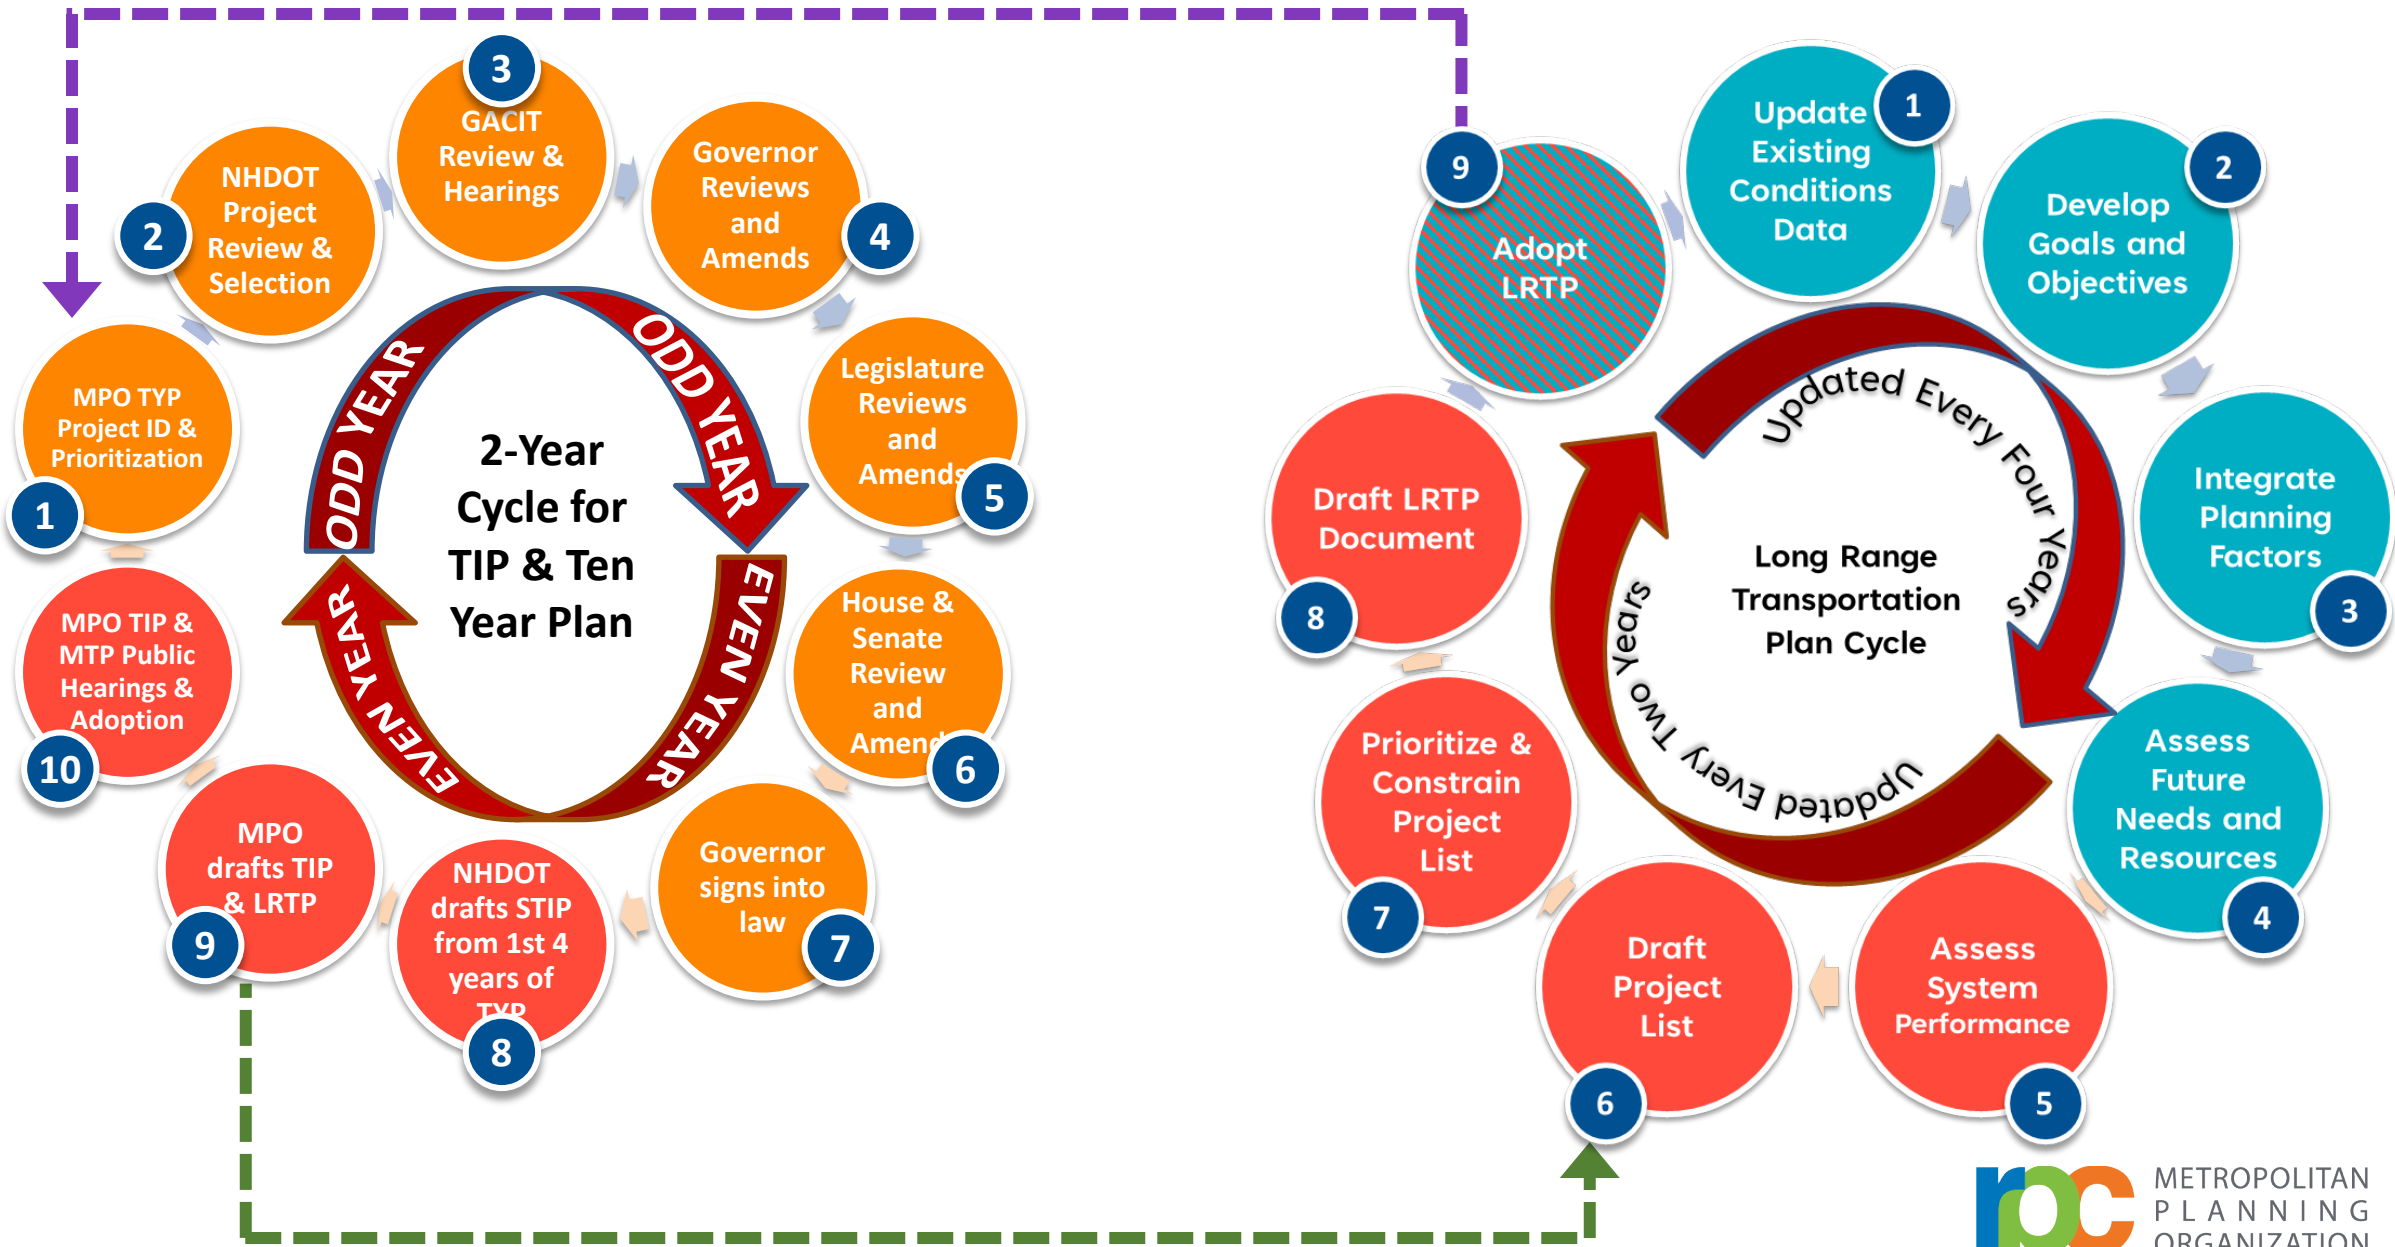 3
GACIT
Review &
Hearings
NHDOT
Project
Review &
Selection
2
Governor
Reviews
and
Amends
4
MPO TYP
Project ID &
Prioritization
1
Legislature
Reviews
and
Amends
5
ODD YEAR
ODD YEAR
2-Year
Cycle for
TIP & Ten
Year Plan
EVEN YEAR
EVEN YEAR
House &
Senate
Review
and
Amend
6
Governor
signs into
law
7
NHDOT
drafts STIP
from 1st 4
years of
TYP
8
MPO
drafts TIP
& LRTP
9
MPO TIP &
MTP Public
Hearings &
Adoption
10
Update
Existing
Conditions
Data
1
Develop
Goals and
Objectives
2
Integrate
Planning
Factors
3
Assess
Future
Needs and
Resources
4
Assess
System
Performance
5
Draft
Project
List
6
Prioritize &
Constrain
Project
List
7
Draft LRTP
Document
8
Adopt
LRTP
9
Updated Every Four Years
Long Range
Transportation
Plan Cycle
Updated Every Two Years
rpc
METROPOLITAN
PLANNING
ORGANIZATION